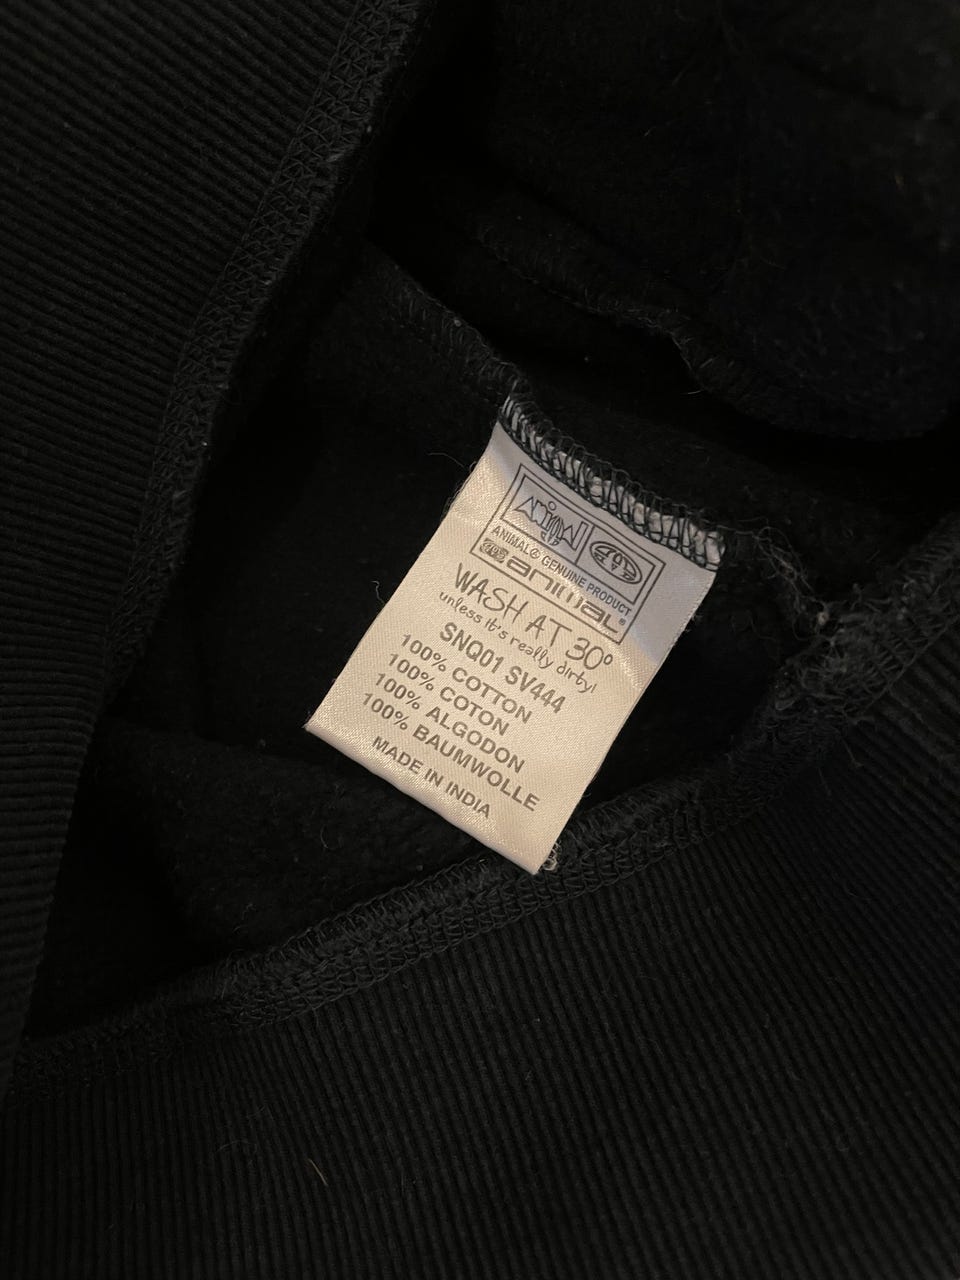 ANIMAL
ANIMAL® GENUINE PRODUCT
animal®
WASH AT 30°
unless it's really dirty!
SNQ01 SV444
100% COTTON
100% COTON
100% ALGODON
100% BAUMWOLLE
MADE IN INDIA